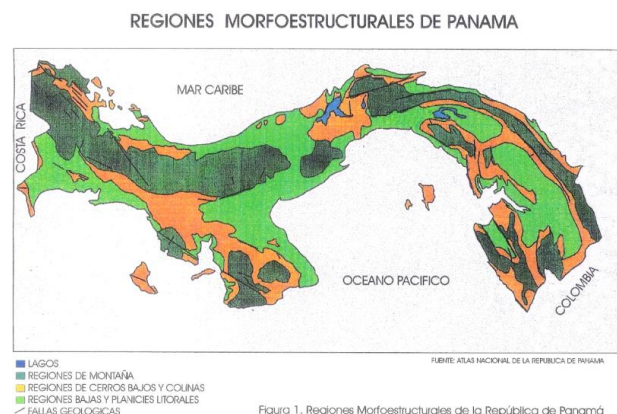 REGIONES MORFOESTRUCTURALES DE PANAMA
MAR CARIBE
COSTA RICA
OCEANO PACIFICO
COLOMBIA
FUENTE: ATLAS NACIONAL DE LA REPUBLICA DE PANAMA
LAGOS
REGIONES DE MONTAÑA
REGIONES DE CERROS BAJOS Y COLINAS
REGIONES BAJAS Y PLANICIES LITORALES
FALLAS GEOLOGICAS
Figura 1. Regiones Morfoestructurales de la República de Panamá